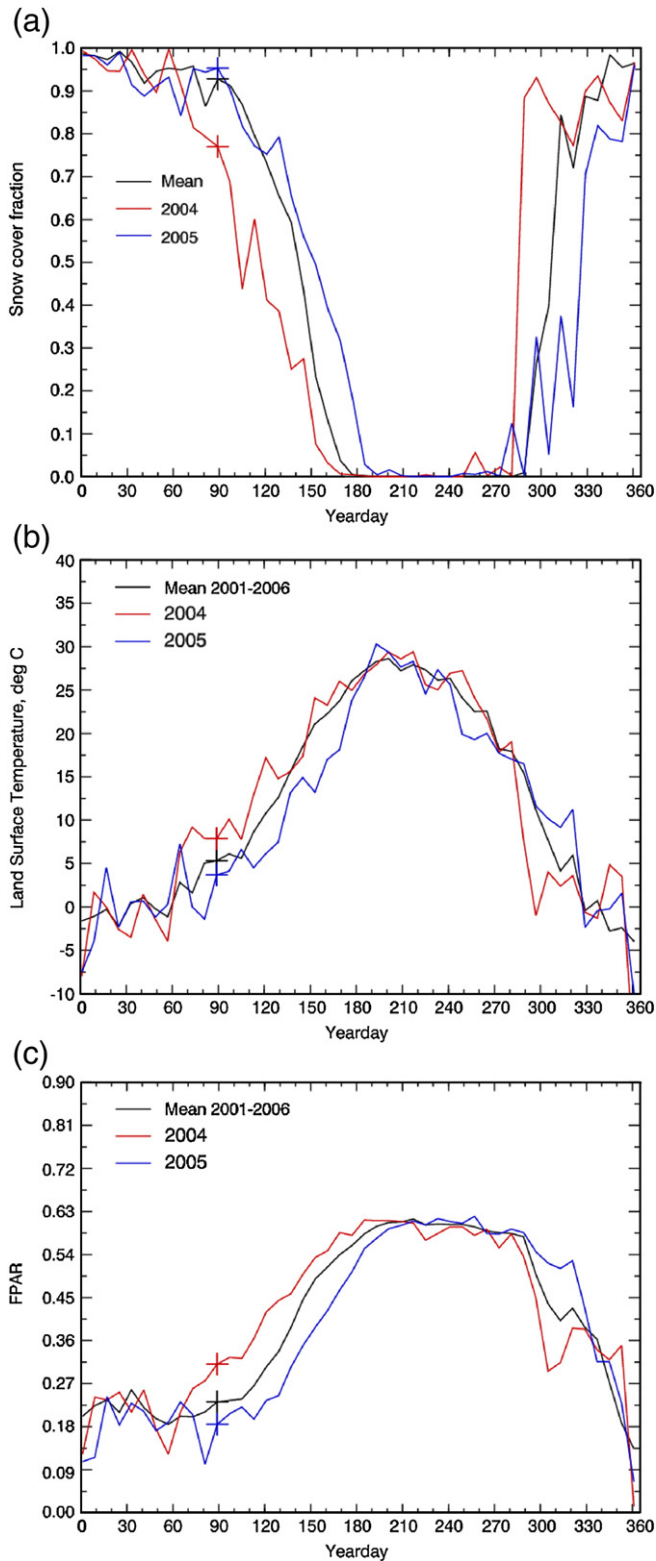 (a)
1.0
0.9
0.8
0.7
0.6
0.5
0.4
0.3
0.2
0.1
0.0
Snow cover fraction
Mean
2004
2005
0 30 60 90 120 150 180 210 240 270 300 330 360
Yearday
(b)
40
35
30
25
20
15
10
5
0
-5
-10
Land Surface Temperature, deg C
Mean 2001-2006
2004
2005
0 30 60 90 120 150 180 210 240 270 300 330 360
Yearday
(c)
0.90
0.81
0.72
0.63
0.54
0.45
0.36
0.27
0.18
0.09
0.00
FPAR
Mean 2001-2006
2004
2005
0 30 60 90 120 150 180 210 240 270 300 330 360
Yearday